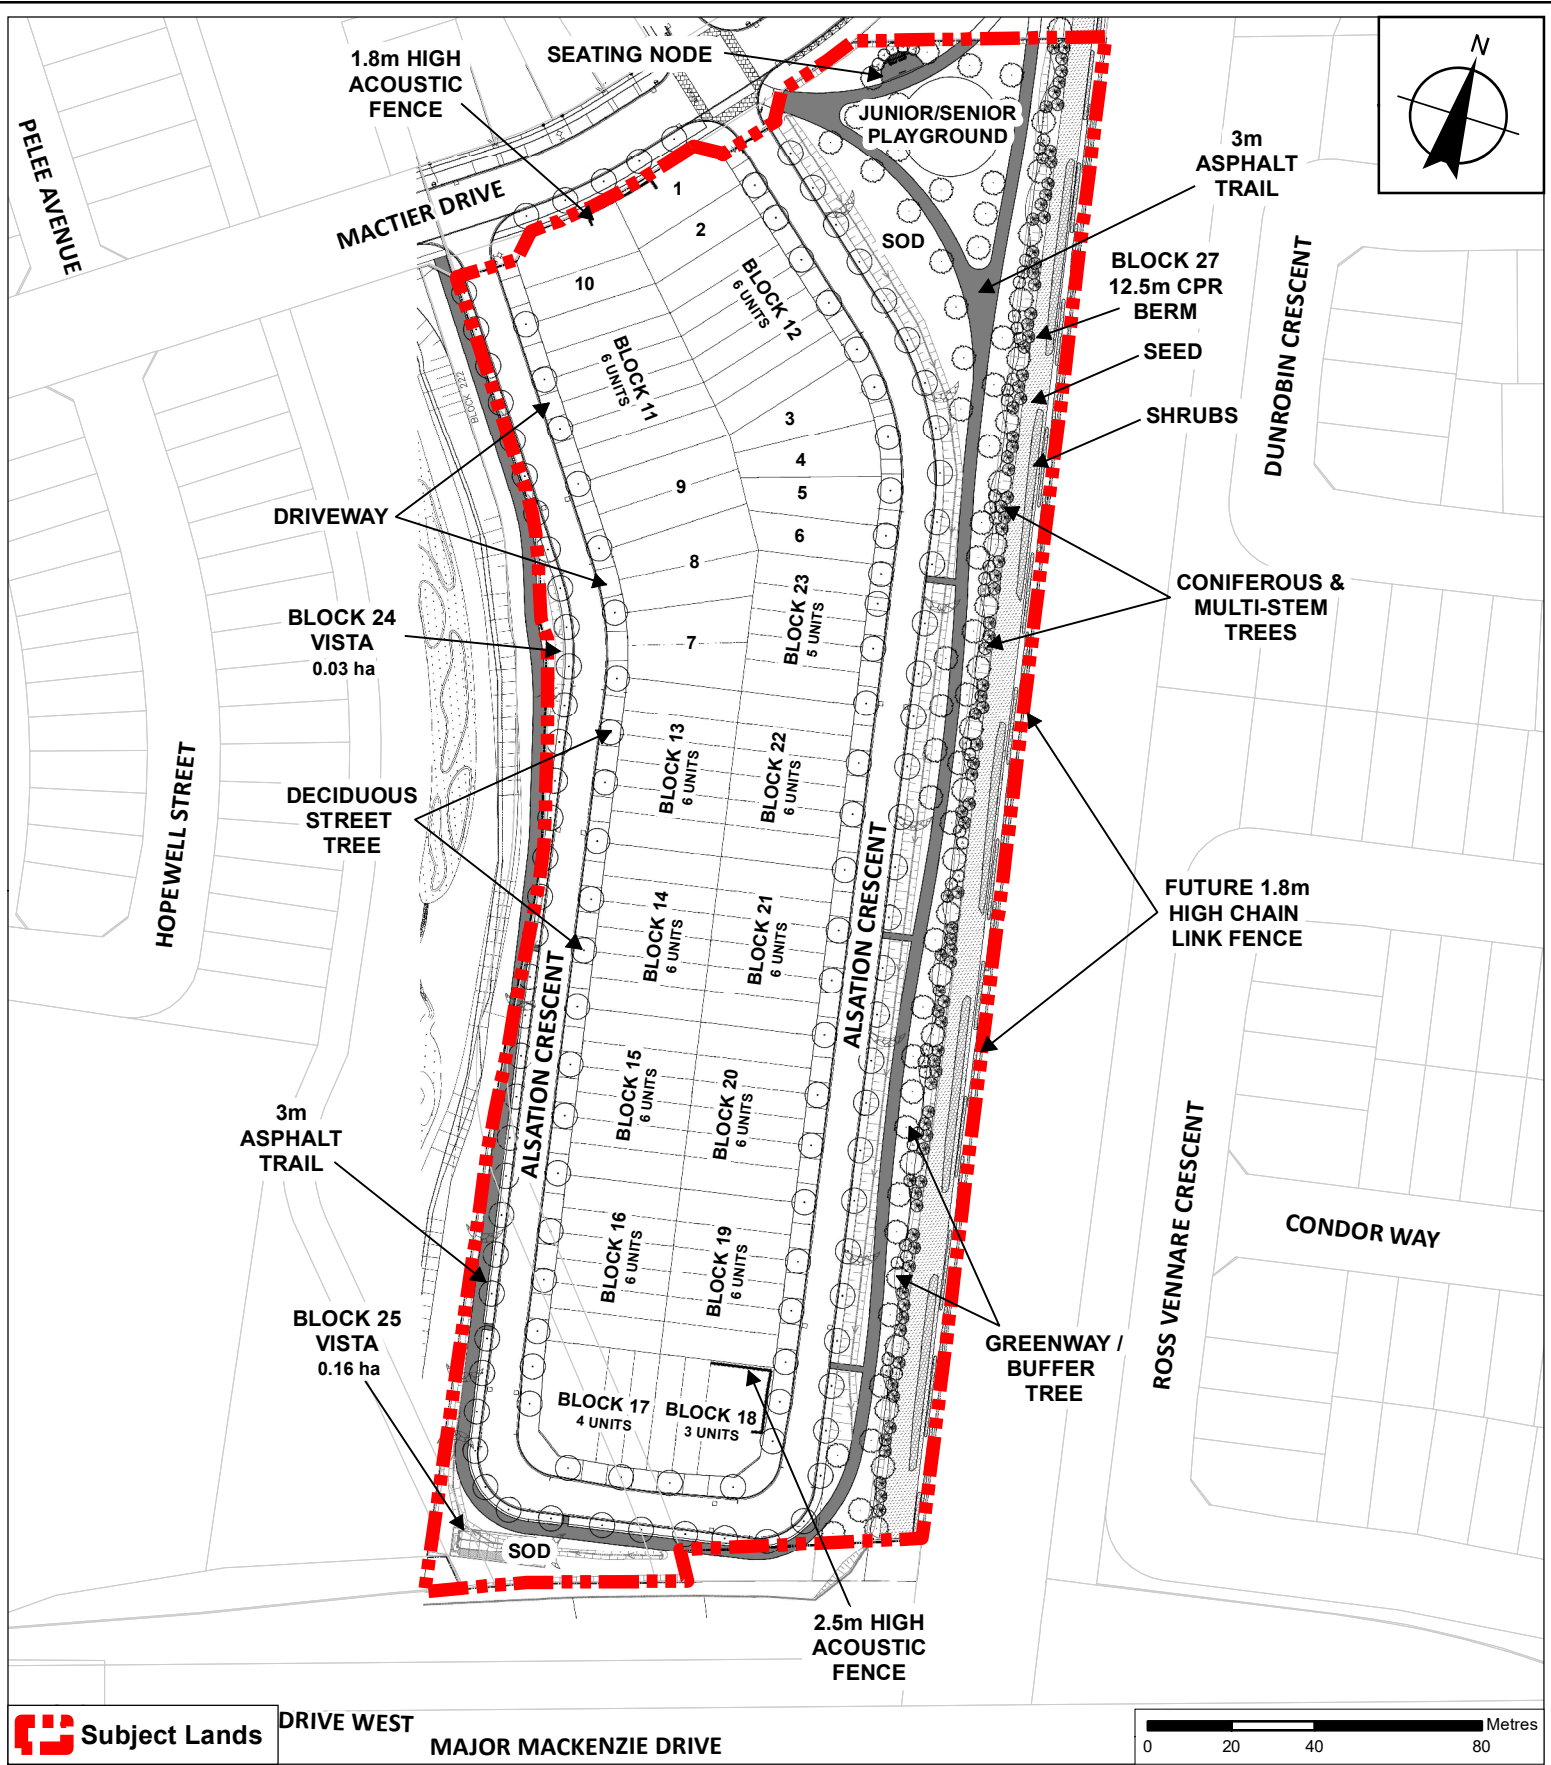 1.8m HIGH
ACOUSTIC
FENCE
SEATING NODE
N
JUNIOR/SENIOR
PLAYGROUND
PELEE AVENUE
MACTIER DRIVE
3m
ASPHALT
TRAIL
SOD
BLOCK 27
12.5m CPR
BERM
SEED
SHRUBS
DUNROBIN CRESCENT
1
2
10
BLOCK 12
6 UNITS
BLOCK 11
6 UNITS
BLOCK 222
3
4
5
6
9
8
7
DRIVEWAY
BLOCK 23
5 UNITS
CONIFEROUS &
MULTI-STEM
TREES
BLOCK 24
VISTA
0.03 ha
BLOCK 13
6 UNITS
BLOCK 22
6 UNITS
DECIDUOUS
STREET
TREE
HOPEWELL STREET
BLOCK 14
6 UNITS
BLOCK 21
6 UNITS
ALSATION CRESCENT
ALSATION CRESCENT
FUTURE 1.8m
HIGH CHAIN
LINK FENCE
BLOCK 15
6 UNITS
BLOCK 20
6 UNITS
3m
ASPHALT
TRAIL
ROSS VENNARE CRESCENT
CONDOR WAY
BLOCK 16
6 UNITS
BLOCK 19
6 UNITS
BLOCK 25
VISTA
0.16 ha
GREENWAY /
BUFFER
TREE
BLOCK 17
4 UNITS
BLOCK 18
3 UNITS
SOD
2.5m HIGH
ACOUSTIC
FENCE
Subject Lands
DRIVE WEST
MAJOR MACKENZIE DRIVE
Metres
0 20 40 80